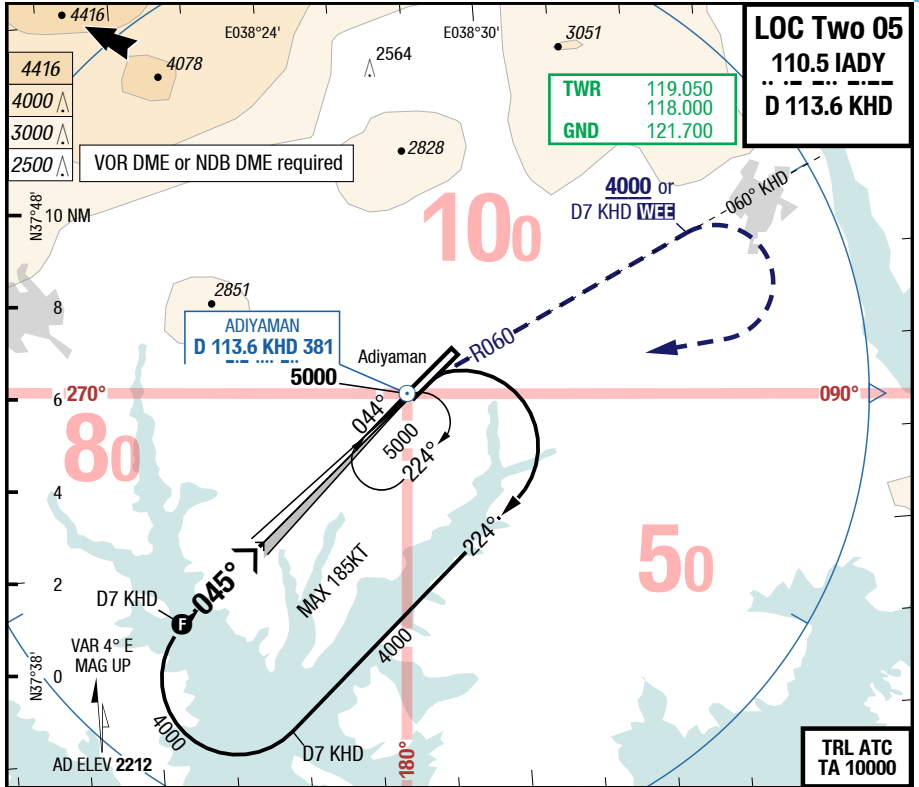 4416
4078
E038°24'
2564
E038°30'
3051
LOC Two 05
110.5 IADY
D 113.6 KHD
4416
4000
3000
2500
TWR 119.050
118.000
GND 121.700
VOR DME or NDB DME required
2828
4000 or
D7 KHD WEE
060° KHD
N37°48'
10 NM
100
8
2851
ADIYAMAN
D 113.6 KHD 381
5000
Adiyaman
R060
6
270°
090°
80
044°
5000
224°
4
224°
50
MAX 185KT
2
045°
D7 KHD
F
4000
VAR 4° E
MAG UP
N37°38'
0
4000
D7 KHD
180°
AD ELEV 2212
TRL ATC
TA 10000